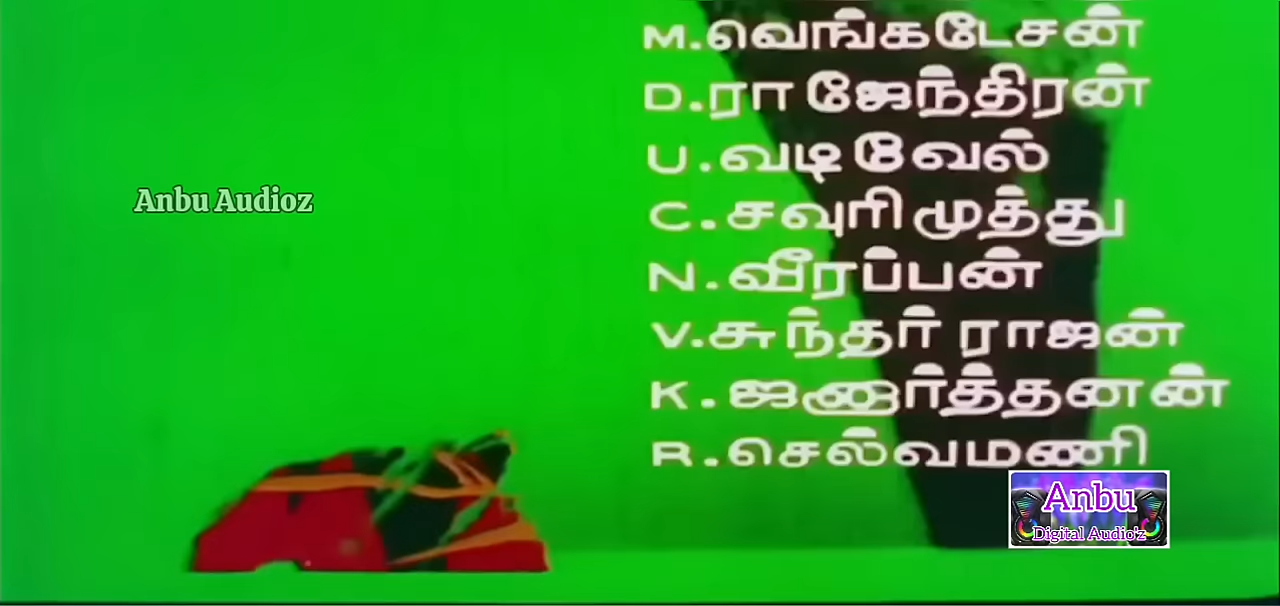 M.வெங்கடேசன்
D.ராஜேந்திரன்
U.வடிவேல்
Anbu Audioz
C.சவுரிமுத்து
N.வீரப்பன்
V.சுந்தர் ராஜன்
K.ஜனார்த்தனன்
R.செல்வமணி
Anbu
Digital Audio'z